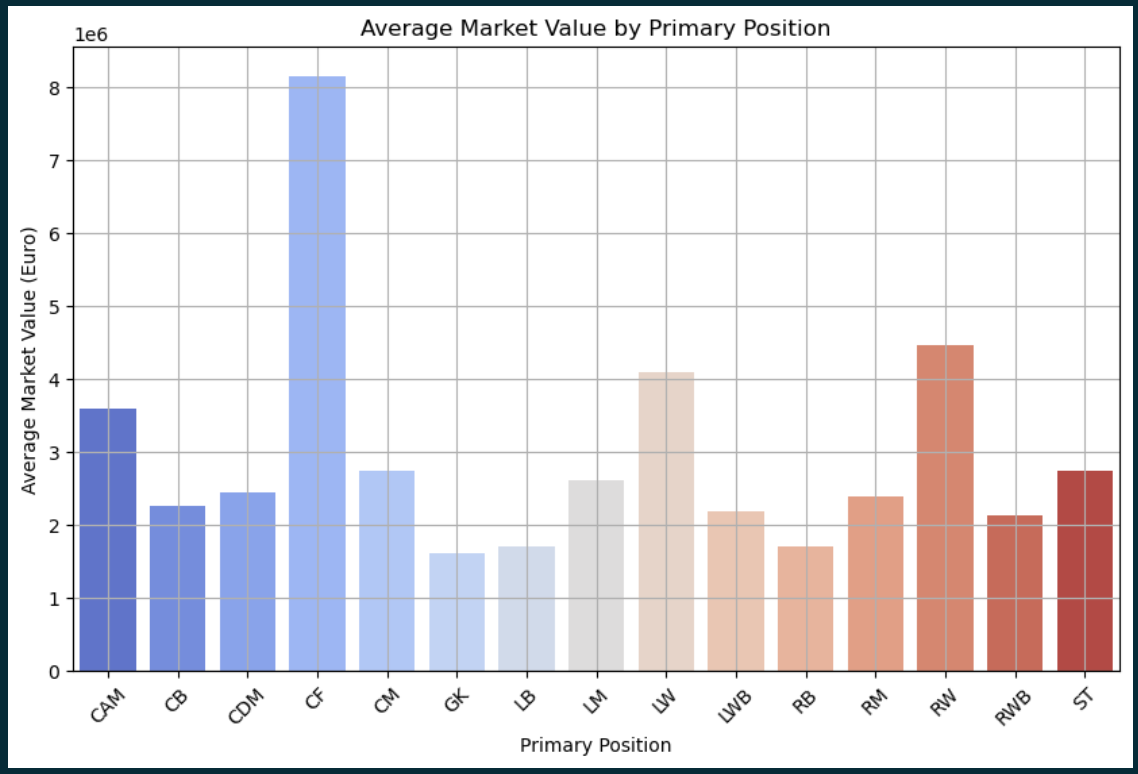 Average Market Value by Primary Position
1e6
8
7
6
5
4
3
2
1
0
Average Market Value (Euro)
CAM CB CDM CF CM GK LB LM LW LWB RB RM RW RWB ST
Primary Position